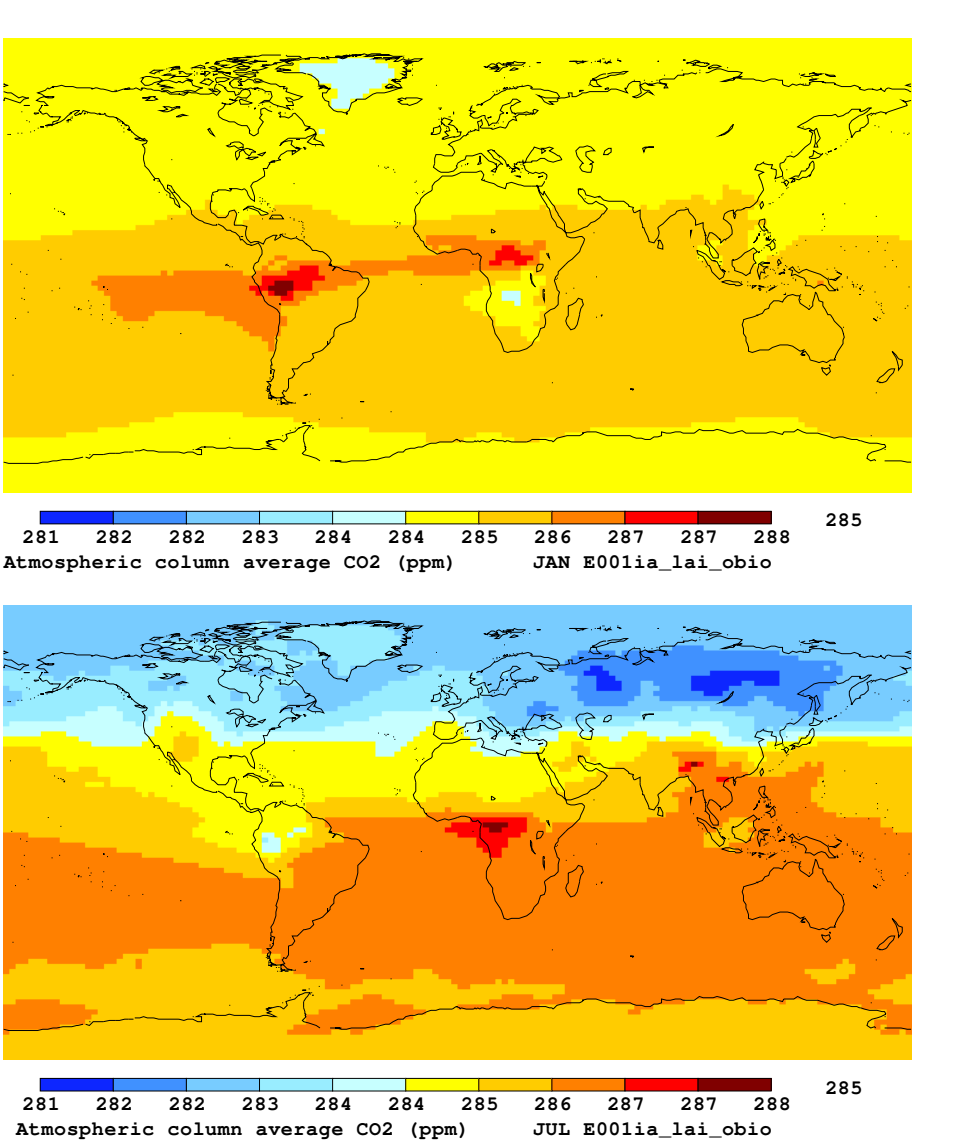 285
281 282 282 283 284 284 285 286 287 287 288
Atmospheric column average CO2 (ppm) JAN E001ia_lai_obio
285
281 282 282 283 284 284 285 286 287 287 288
Atmospheric column average CO2 (ppm) JUL E001ia_lai_obio